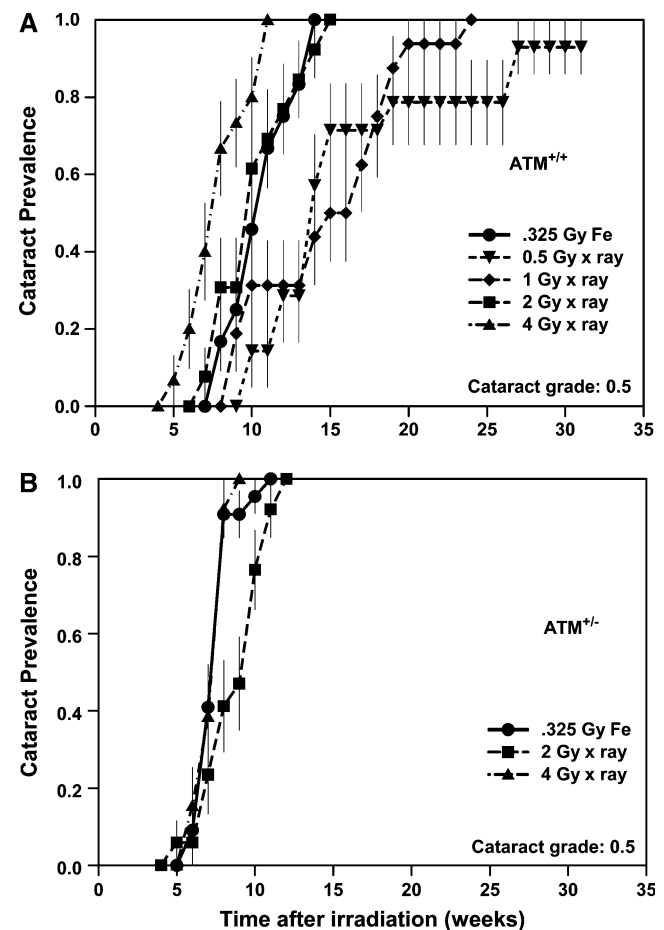 A
1.0
0.8
0.6
0.4
0.2
0.0
Cataract Prevalence
ATM+/+
.325 Gy Fe
0.5 Gy x ray
1 Gy x ray
2 Gy x ray
4 Gy x ray
Cataract grade: 0.5
0 5 10 15 20 25 30 35
B
1.0
0.8
0.6
0.4
0.2
0.0
Cataract Prevalence
ATM+/-
.325 Gy Fe
2 Gy x ray
4 Gy x ray
Cataract grade: 0.5
0 5 10 15 20 25 30 35
Time after irradiation (weeks)